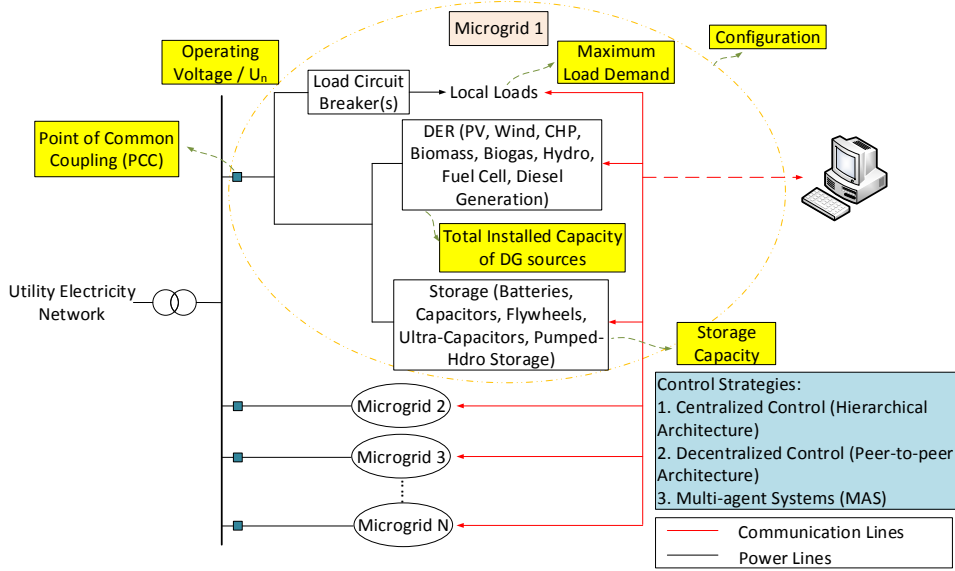 Microgrid 1
Configuration
Operating
Voltage / Un
Maximum
Load Demand
Load Circuit
Breaker(s)
Local Loads
Point of Common
Coupling (PCC)
DER (PV, Wind, CHP,
Biomass, Biogas, Hydro,
Fuel Cell, Diesel
Generation)
Total Installed Capacity
of DG sources
Utility Electricity
Network
Storage (Batteries,
Capacitors, Flywheels,
Ultra-Capacitors, Pumped-
Hdro Storage)
Storage
Capacity
Microgrid 2
Microgrid 3
Microgrid N
Control Strategies:
1. Centralized Control (Hierarchical
Architecture)
2. Decentralized Control (Peer-to-peer
Architecture)
3. Multi-agent Systems (MAS)
Communication Lines
Power Lines